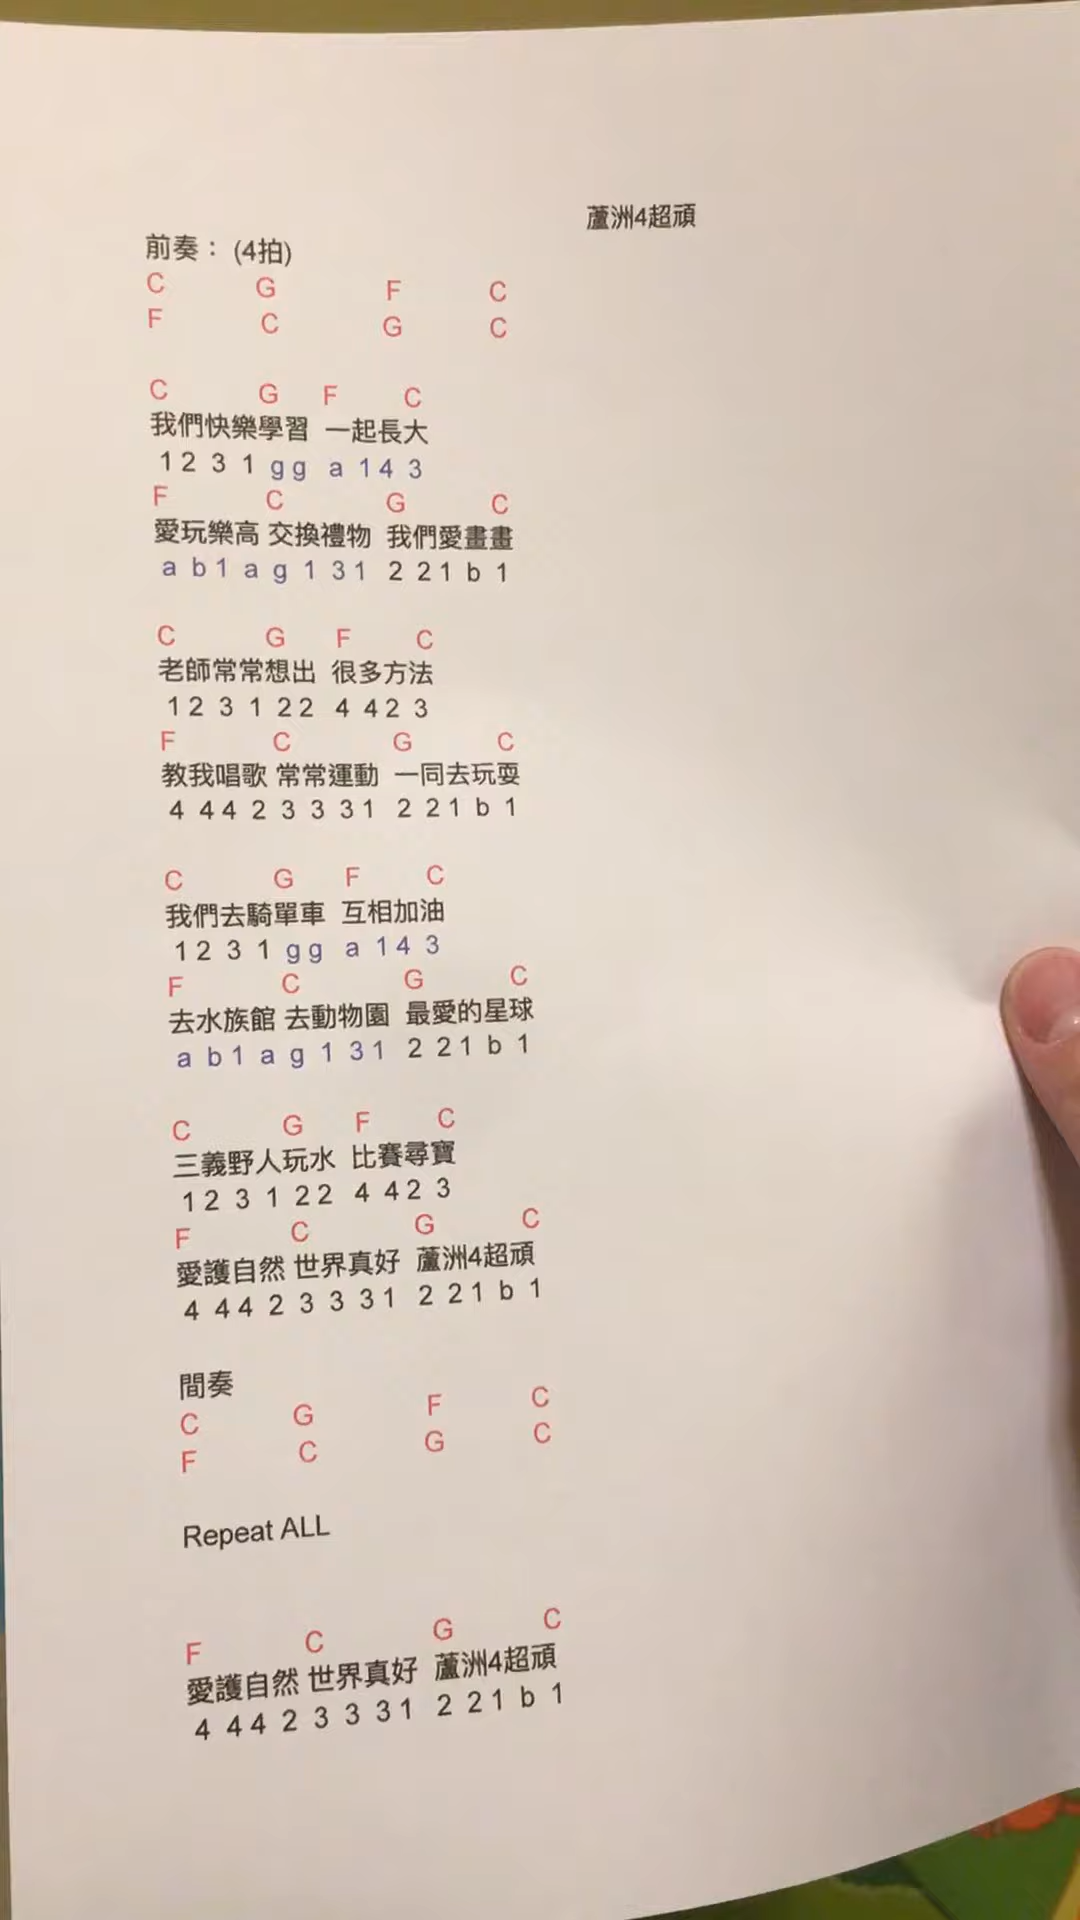 蘆洲4超頑
前奏： (4拍)
C G F C
F C G C
C G F C
我們快樂學習 一起長大
1 2 3 1 g g a 1 4 3
F C G C
愛玩樂高 交換禮物 我們愛畫畫
a b 1 a g 1 3 1 2 2 1 b 1
C G F C
老師常常想出 很多方法
1 2 3 1 2 2 4 4 2 3
F C G C
教我唱歌 常常運動 一同去玩耍
4 4 4 2 3 3 3 1 2 2 1 b 1
C G F C
我們去騎單車 互相加油
1 2 3 1 g g a 1 4 3
F C G C
去水族館 去動物園 最愛的星球
a b 1 a g 1 3 1 2 2 1 b 1
C G F C
三義野人玩水 比賽尋寶
1 2 3 1 2 2 4 4 2 3
F C G C
愛護自然 世界真好 蘆洲4超頑
4 4 4 2 3 3 3 1 2 2 1 b 1
間奏
C G F C
F C G C
Repeat ALL
F C G C
愛護自然 世界真好 蘆洲4超頑
4 4 4 2 3 3 3 1 2 2 1 b 1